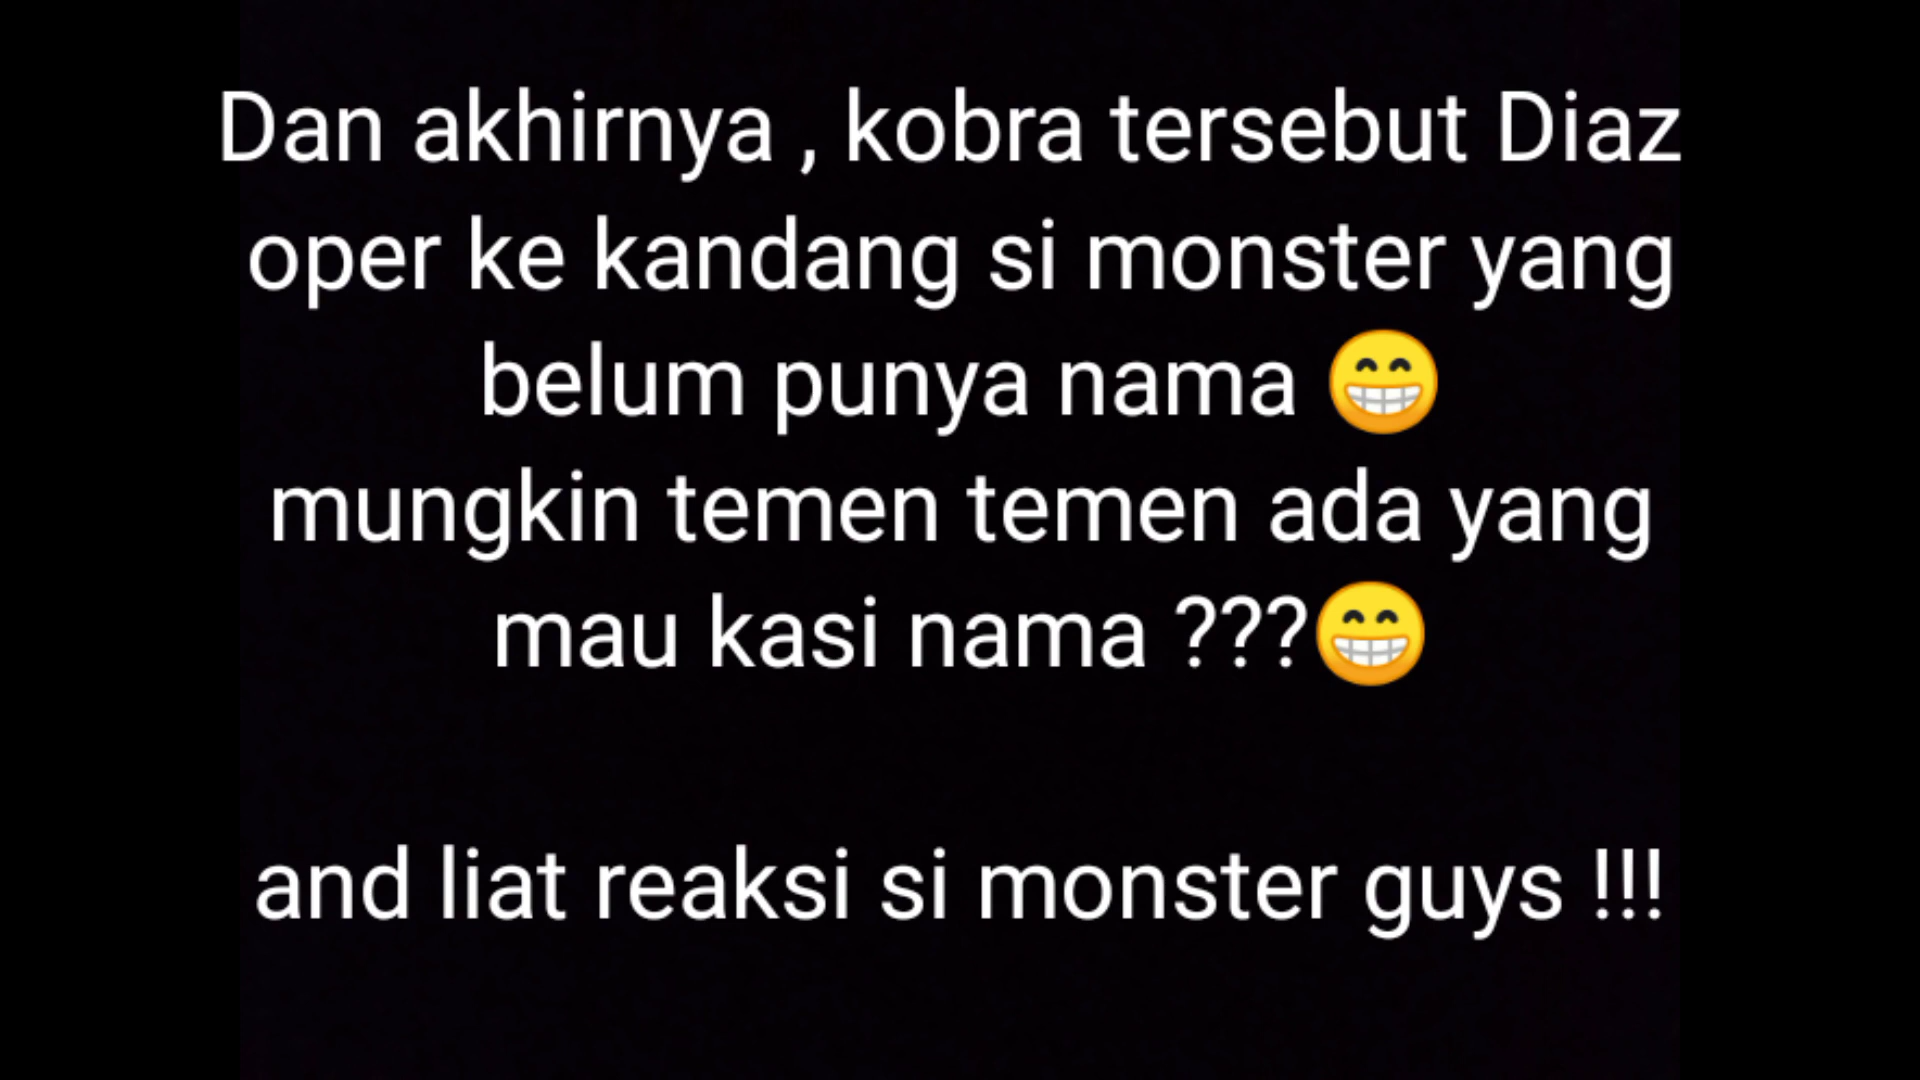 Dan akhirnya , kobra tersebut Diaz
oper ke kandang si monster yang
belum punya nama 😁
mungkin temen temen ada yang
mau kasi nama ???😁
and liat reaksi si monster guys !!!